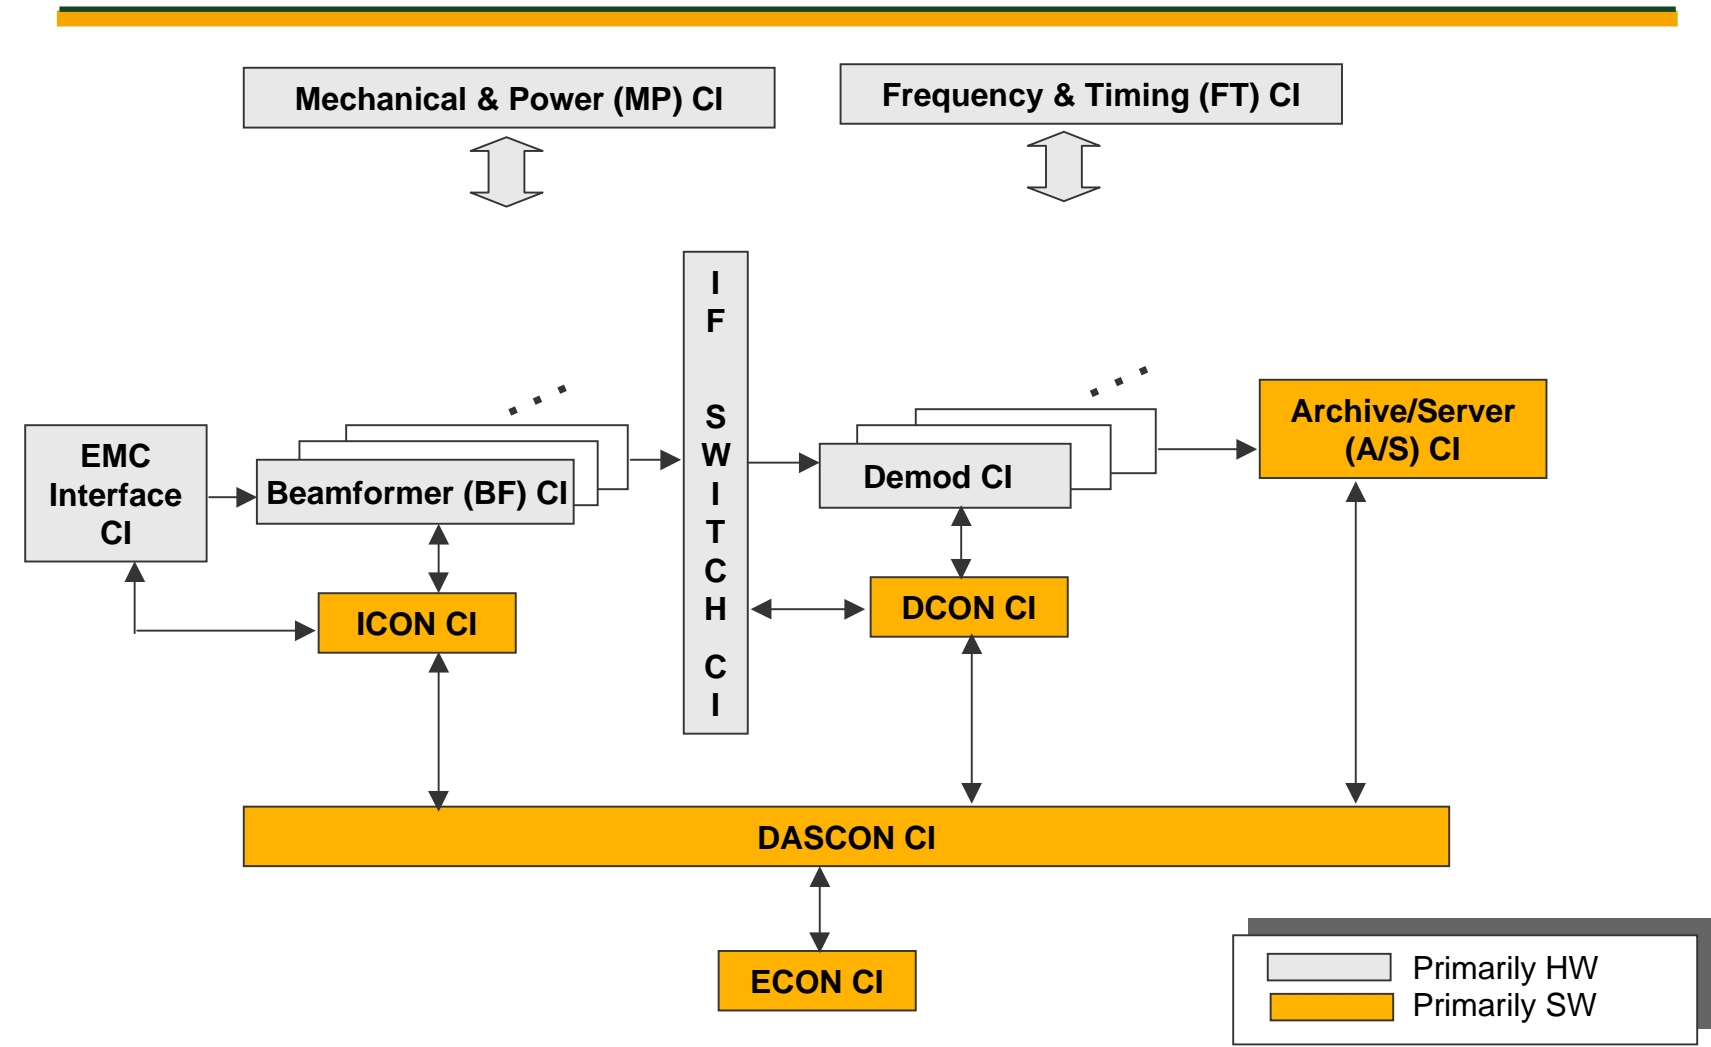 Mechanical & Power (MP) CI
Frequency & Timing (FT) CI
I
F
S
W
I
T
C
H
C
I
EMC
Interface
CI
Beamformer (BF) CI
Demod CI
Archive/Server
(A/S) CI
ICON CI
DCON CI
DASCON CI
ECON CI
Primarily HW
Primarily SW